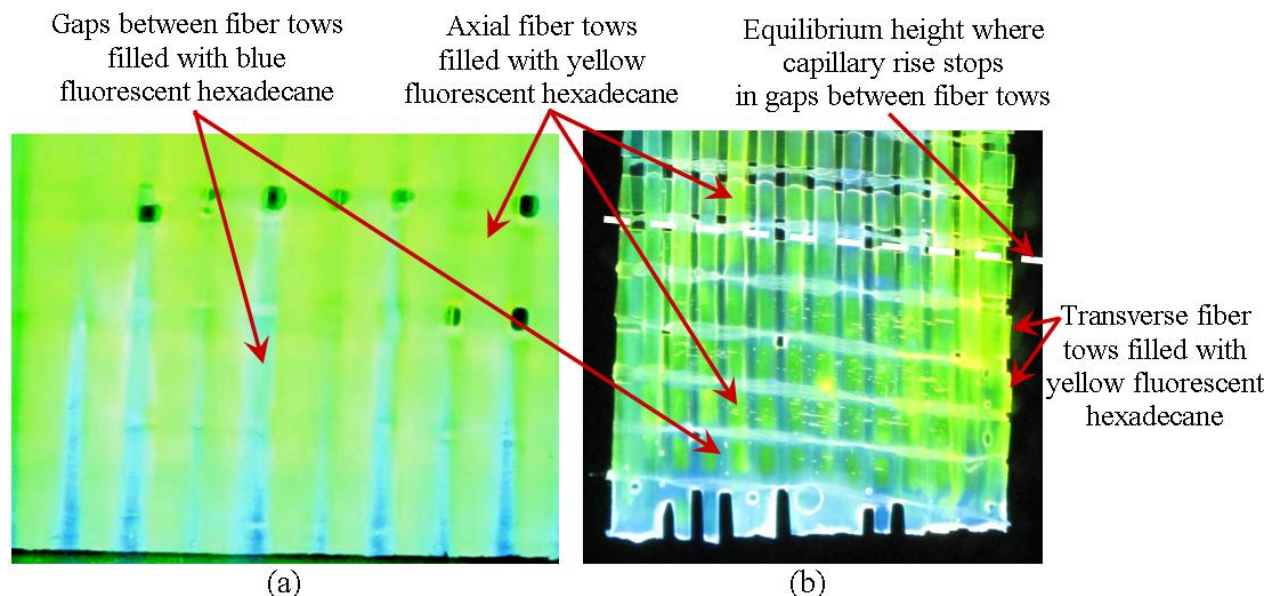 Gaps between fiber tows
filled with blue
fluorescent hexadecane
Axial fiber tows
filled with yellow
fluorescent hexadecane
Equilibrium height where
capillary rise stops
in gaps between fiber tows
Transverse fiber
tows filled with
yellow fluorescent
hexadecane
(a)
(b)